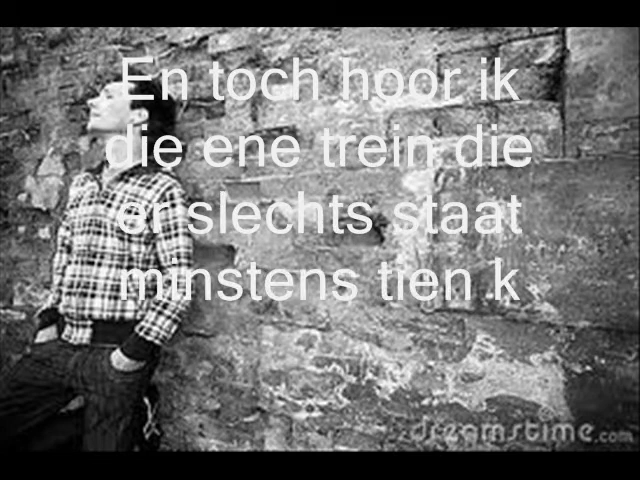 En toch hoor ik
die ene trein die
er slechts staat
minstens tien k
dreamstime.com